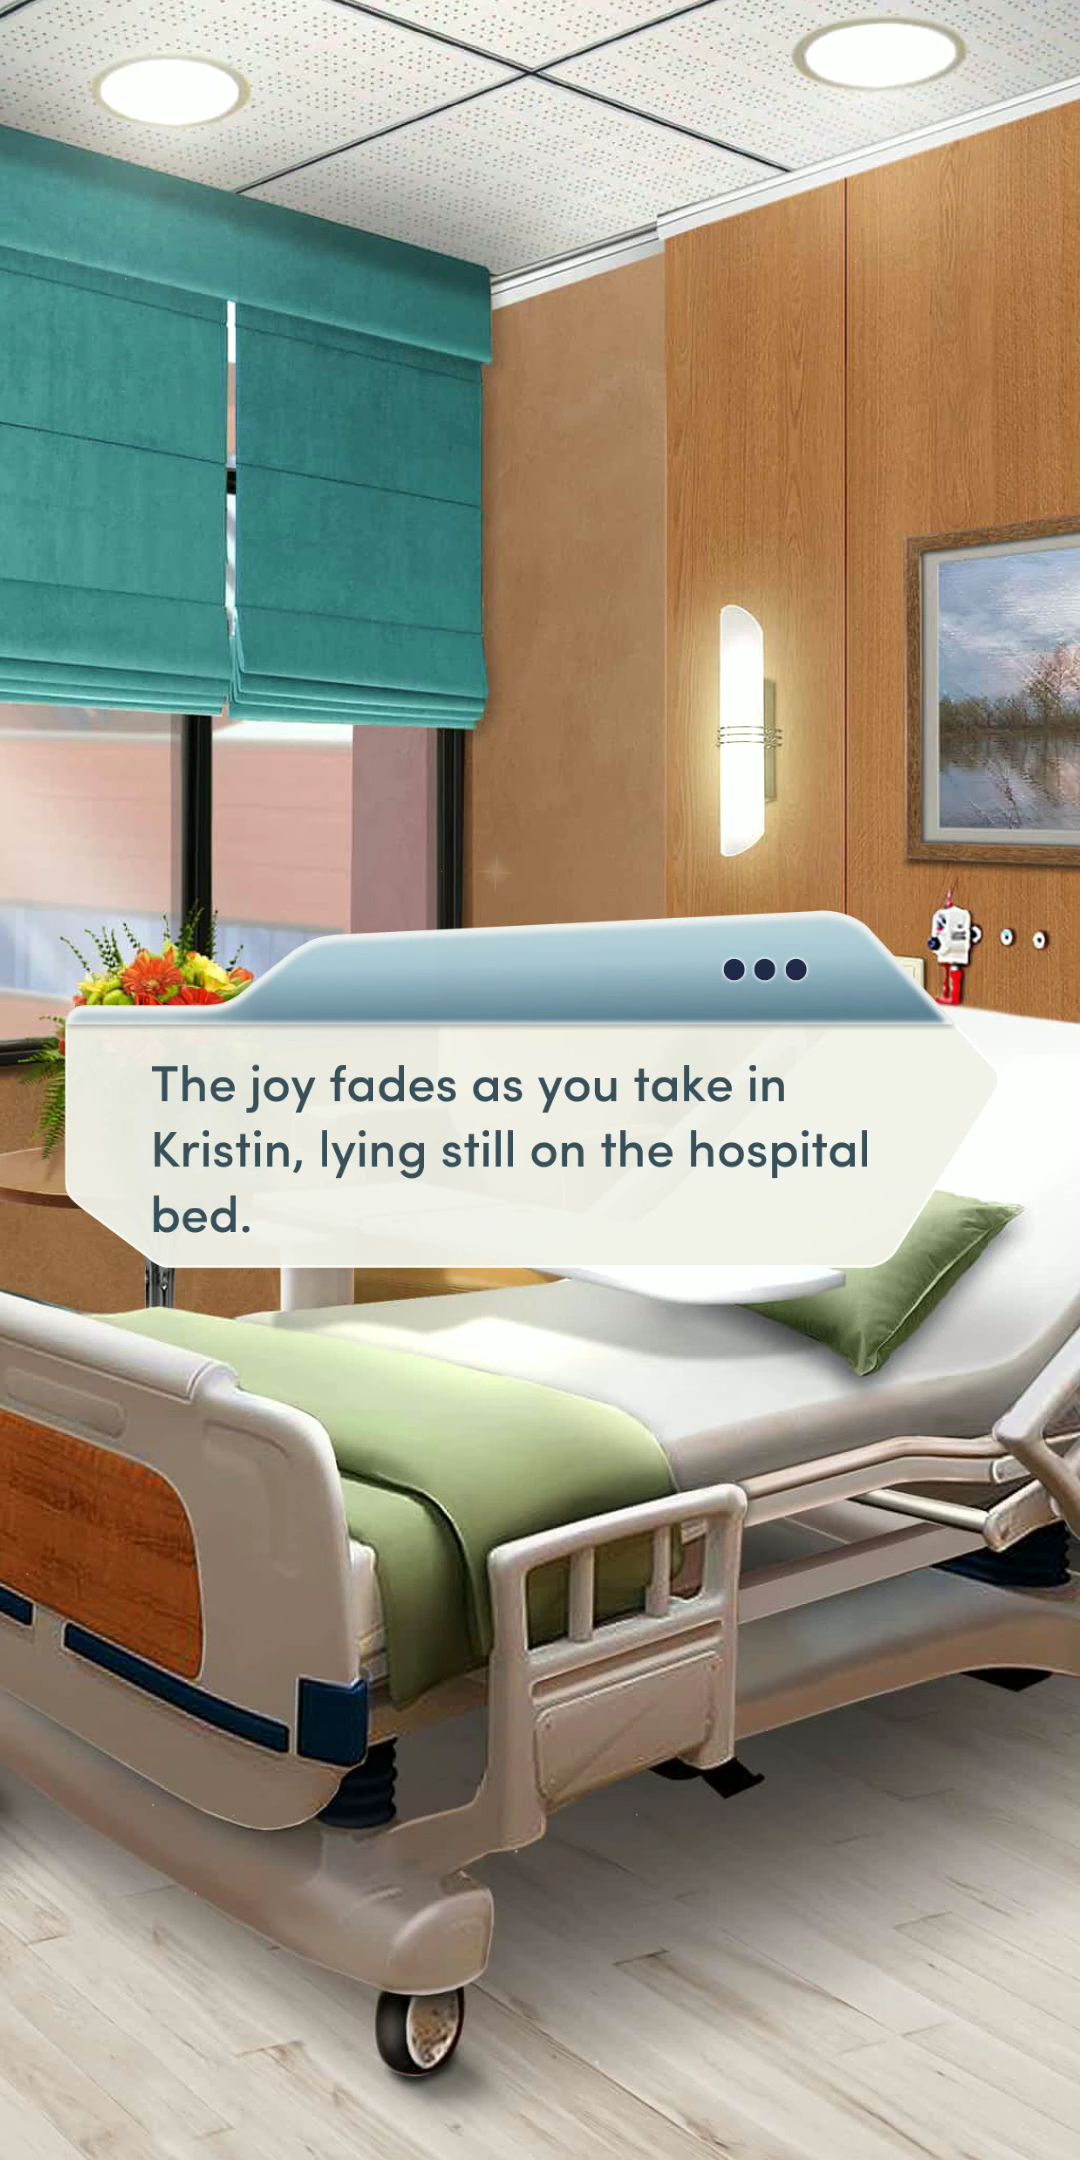 The joy fades as you take in
Kristin, lying still on the hospital
bed.